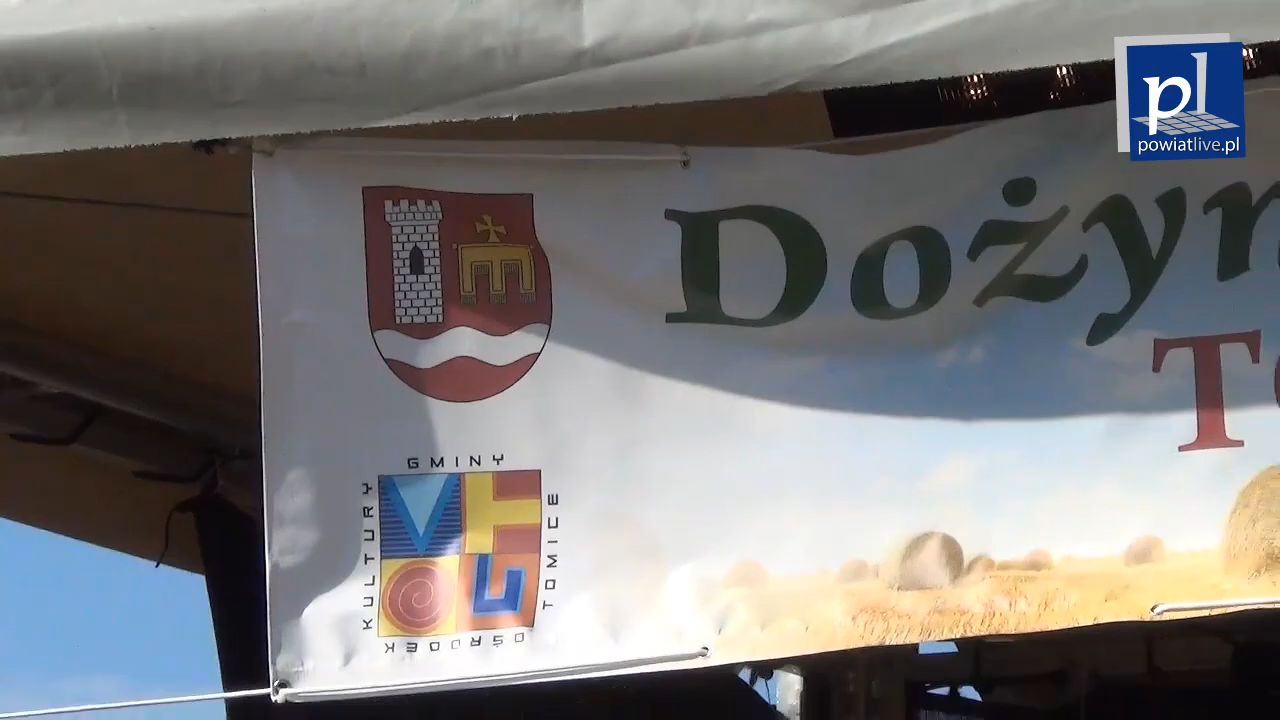 pl
powiatlive.pl
Dożyn
T
GMINY
TOMICE
OŚRODEK
KULTURY